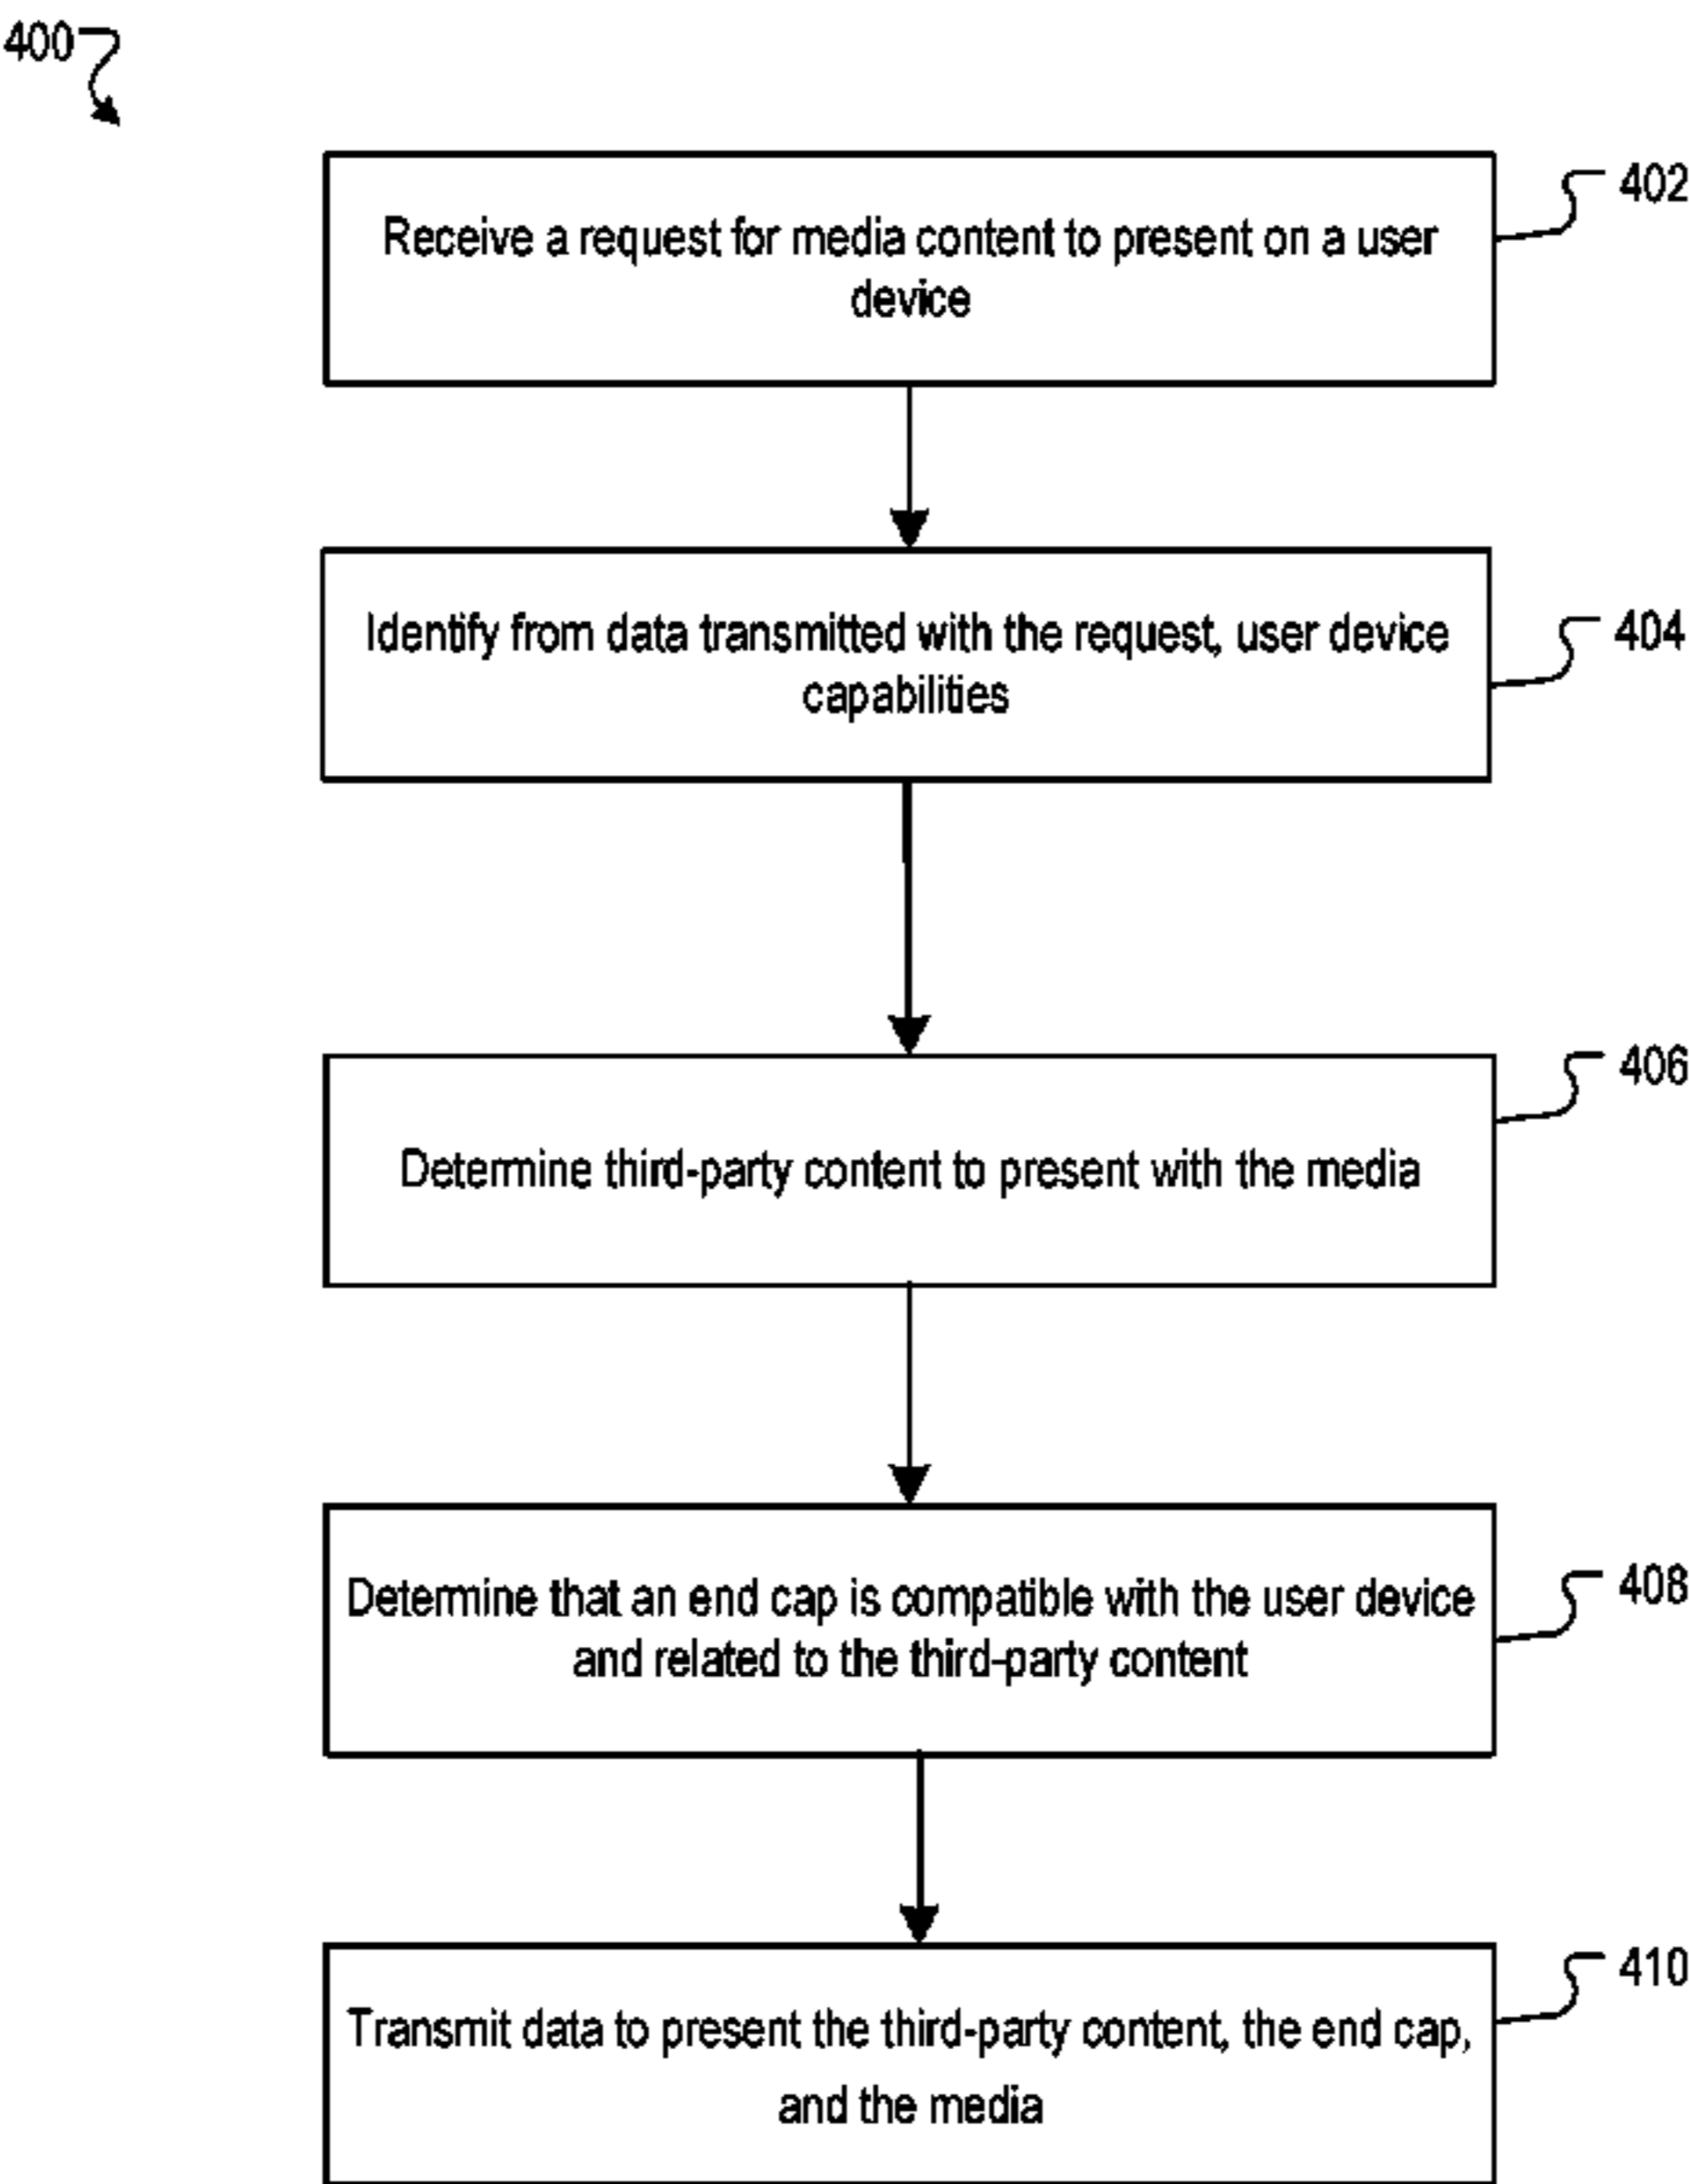 400
402
Receive a request for media content to present on a user
device
404
Identify from data transmitted with the request, user device
capabilities
406
Determine third-party content to present with the media
408
Determine that an end cap is compatible with the user device
and related to the third-party content
410
Transmit data to present the third-party content, the end cap,
and the media